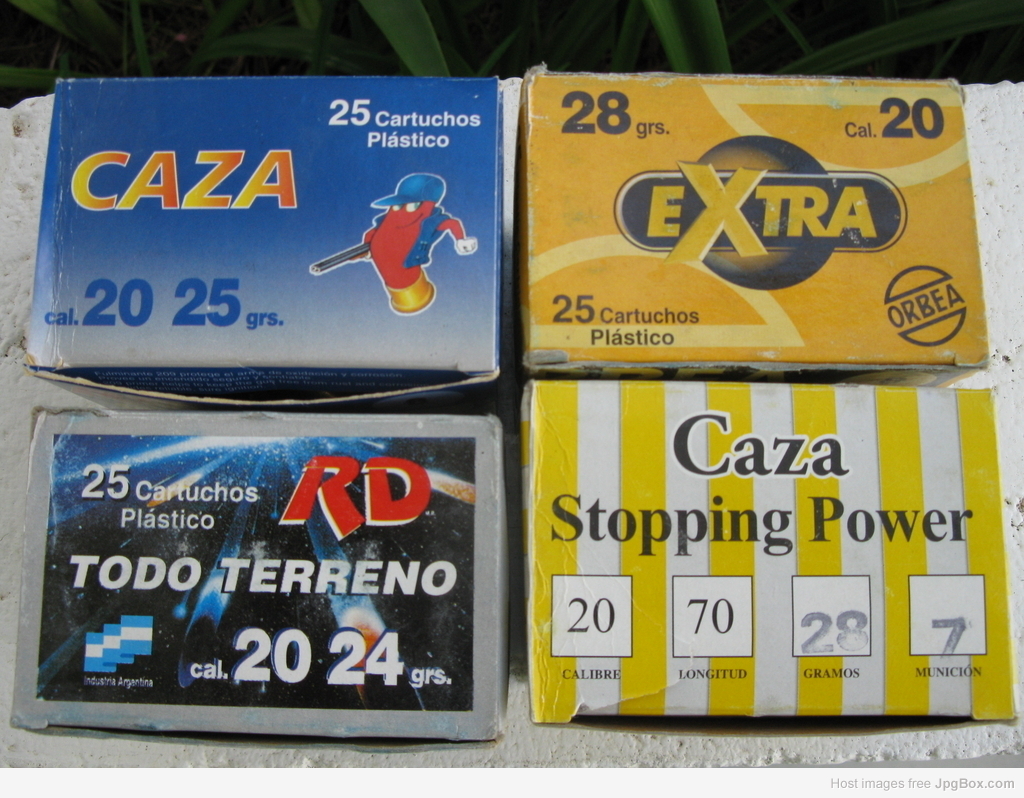 25 Cartuchos
Plástico
CAZA
cal. 20 25 grs.
28 grs.
Cal. 20
EXTRA
25 Cartuchos
Plástico
ORBEA
25 Cartuchos
Plástico
RD
TODO TERRENO
Industria Argentina
cal. 20 24 grs.
Caza
Stopping Power
20 70 28 7
CALIBRE LONGITUD GRAMOS MUNICIÓN
Host images free JpgBox.com